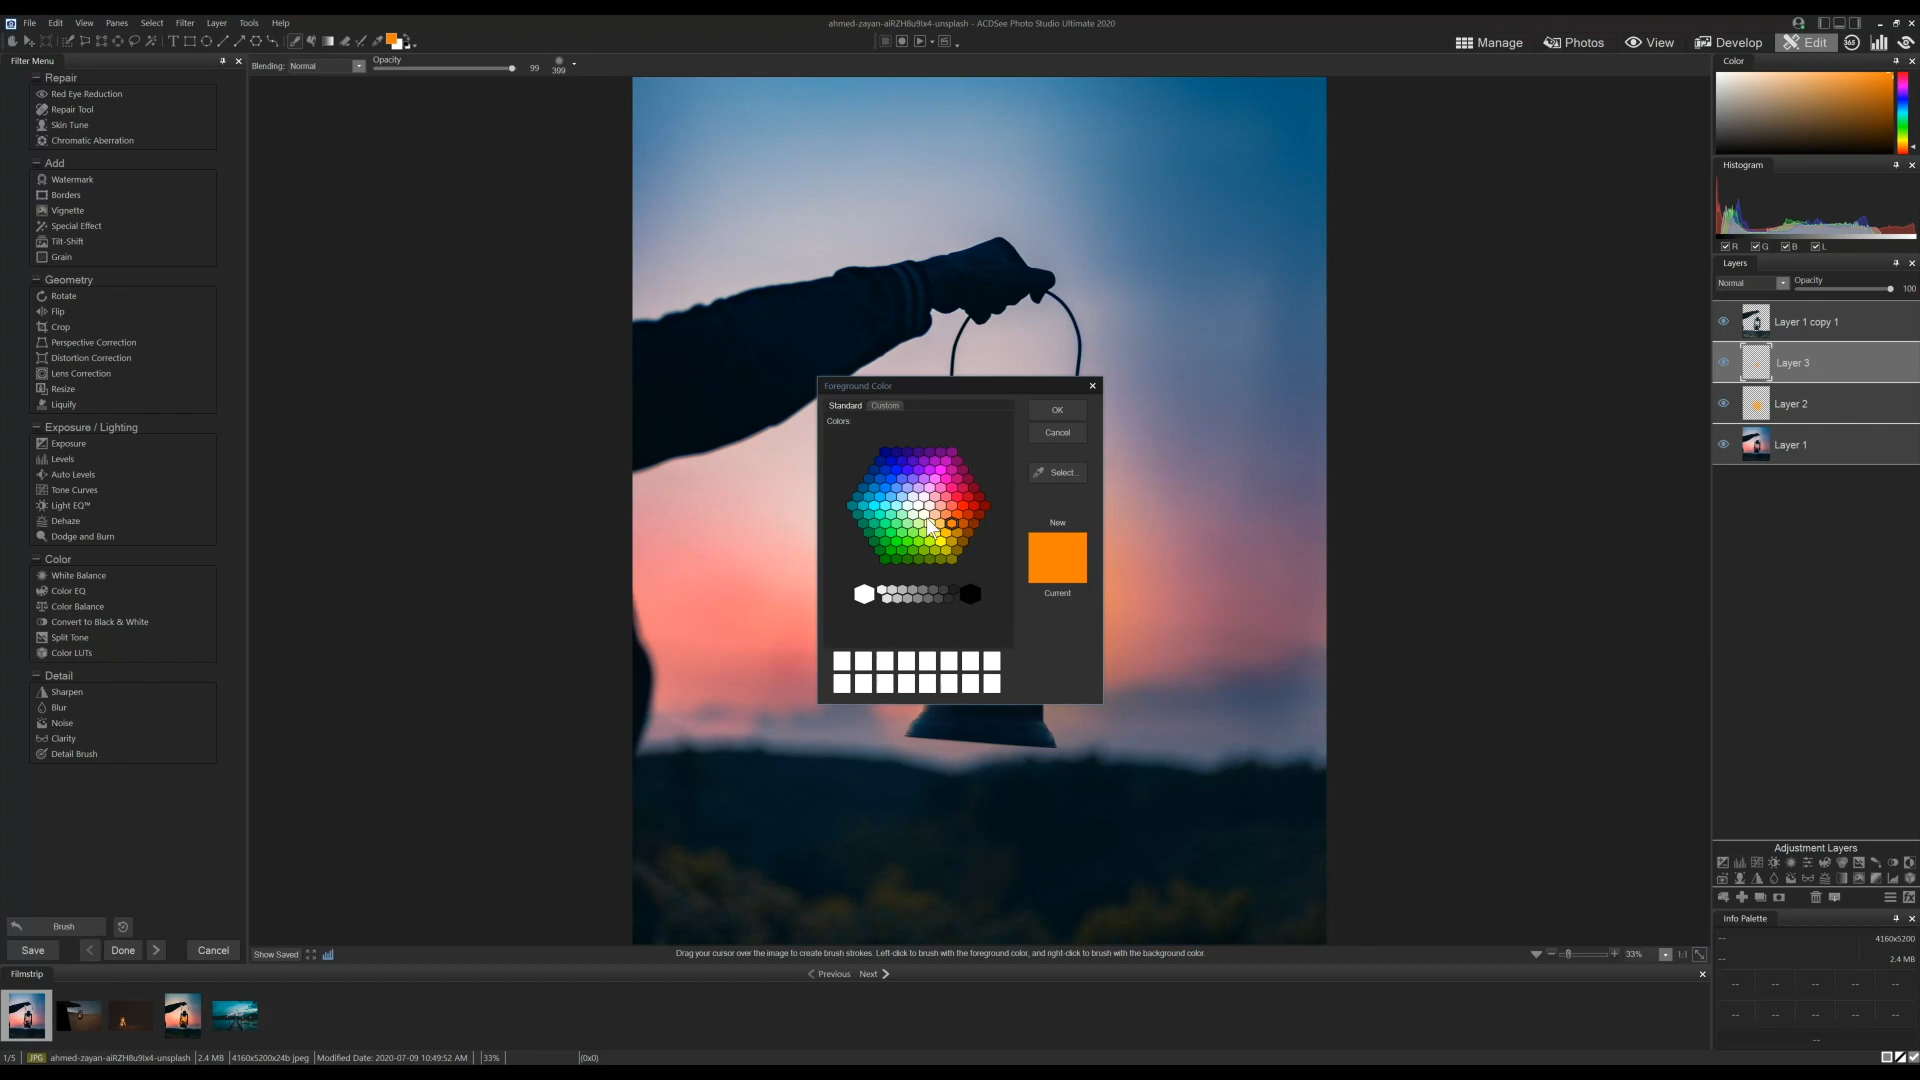 File Edit View Panes Select Filter Layer Tools Help
ahmed-zayan-aiRZH8u9Ix4-unsplash - ACDSee Photo Studio Ultimate 2020
Manage Photos View Develop Edit 365
Filter Menu
Blending: Normal Opacity 99 399
Repair
Red Eye Reduction
Repair Tool
Skin Tune
Chromatic Aberration
Add
Watermark
Borders
Vignette
Special Effect
Tilt-Shift
Grain
Geometry
Rotate
Flip
Crop
Perspective Correction
Distortion Correction
Lens Correction
Resize
Liquify
Exposure / Lighting
Exposure
Levels
Auto Levels
Tone Curves
Light EQ™
Dehaze
Dodge and Burn
Color
White Balance
Color EQ
Color Balance
Convert to Black & White
Split Tone
Color LUTs
Detail
Sharpen
Blur
Noise
Clarity
Detail Brush
Brush
Save Done Cancel
Foreground Color
Standard Custom
Colors:
OK
Cancel
Select...
New
Current
Color
Histogram
R G B L
Layers
Normal Opacity 100
Layer 1 copy 1
Layer 3
Layer 2
Layer 1
Adjustment Layers
Info Palette
-- 4160x5200
-- 2.4 MB
-- -- -- -- --
-- -- -- -- --
--
Show Saved
Drag your cursor over the image to create brush strokes. Left-click to brush with the foreground color, and right-click to brush with the background color.
33% 1:1
Filmstrip
Previous Next
1/5 JPG ahmed-zayan-aiRZH8u9Ix4-unsplash 2.4 MB 4160x5200x24b jpeg Modified Date: 2020-07-09 10:49:52 AM 33% (0x0)